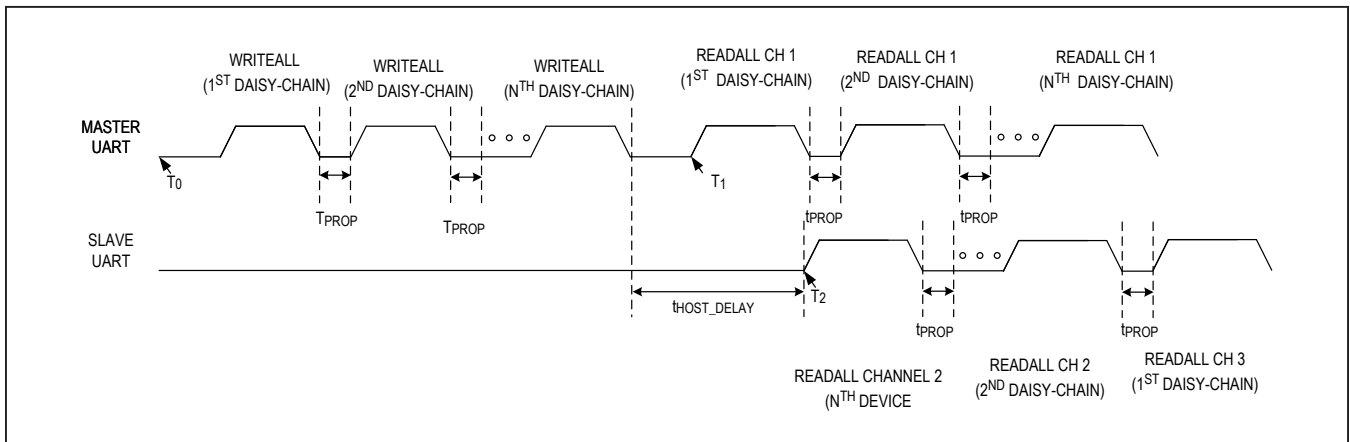 WRITEALL
(1ST DAISY-CHAIN)
WRITEALL
(2ND DAISY-CHAIN)
WRITEALL
(NTH DAISY-CHAIN)
READALL CH 1
(1ST DAISY-CHAIN)
READALL CH 1
(2ND DAISY-CHAIN)
READALL CH 1
(NTH DAISY-CHAIN)
MASTER
UART
T0
T1
TPROP
TPROP
tPROP
tPROP
SLAVE
UART
T2
tHOST_DELAY
tPROP
tPROP
READALL CHANNEL 2
(NTH DEVICE
READALL CH 2
(2ND DAISY-CHAIN)
READALL CH 3
(1ST DAISY-CHAIN)